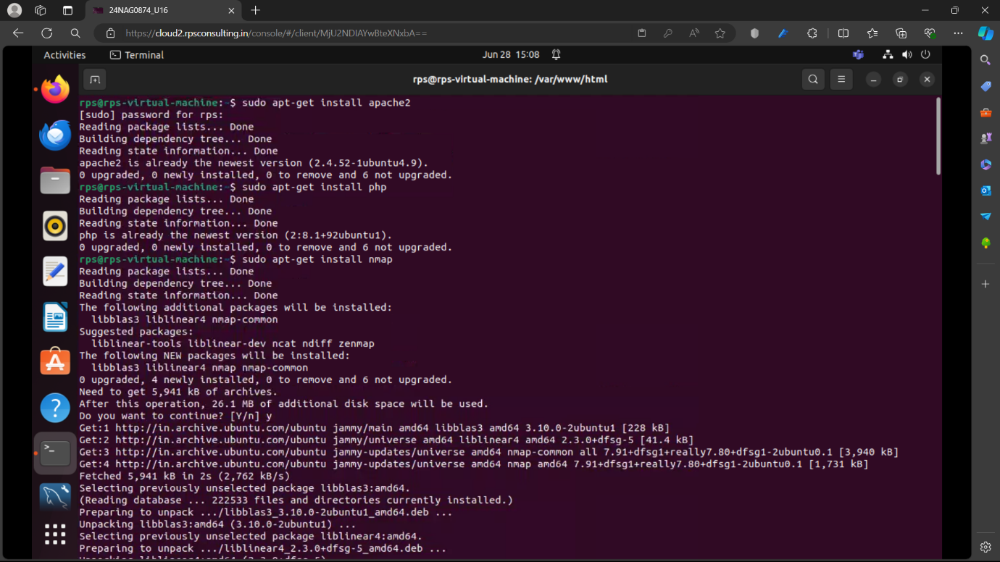 24NAG0874_U16
https://cloud2.rpsconsulting.in/console/#/client/MjU2NDIAYwBteXNxbA==
Activities
Terminal
Jun 28 15:08
rps@rps-virtual-machine: /var/www/html
rps@rps-virtual-machine:~$ sudo apt-get install apache2
[sudo] password for rps:
Reading package lists... Done
Building dependency tree... Done
Reading state information... Done
apache2 is already the newest version (2.4.52-1ubuntu4.9).
0 upgraded, 0 newly installed, 0 to remove and 6 not upgraded.
rps@rps-virtual-machine:~$ sudo apt-get install php
Reading package lists... Done
Building dependency tree... Done
Reading state information... Done
php is already the newest version (2:8.1+92ubuntu1).
0 upgraded, 0 newly installed, 0 to remove and 6 not upgraded.
rps@rps-virtual-machine:~$ sudo apt-get install nmap
Reading package lists... Done
Building dependency tree... Done
Reading state information... Done
The following additional packages will be installed:
libblas3 liblinear4 nmap-common
Suggested packages:
liblinear-tools liblinear-dev ncat ndiff zenmap
The following NEW packages will be installed:
libblas3 liblinear4 nmap nmap-common
0 upgraded, 4 newly installed, 0 to remove and 6 not upgraded.
Need to get 5,941 kB of archives.
After this operation, 26.1 MB of additional disk space will be used.
Do you want to continue? [Y/n] y
Get:1 http://in.archive.ubuntu.com/ubuntu jammy/main amd64 libblas3 amd64 3.10.0-2ubuntu1 [228 kB]
Get:2 http://in.archive.ubuntu.com/ubuntu jammy/universe amd64 liblinear4 amd64 2.3.0+dfsg-5 [41.4 kB]
Get:3 http://in.archive.ubuntu.com/ubuntu jammy-updates/universe amd64 nmap-common all 7.91+dfsg1+really7.80+dfsg1-2ubuntu0.1 [3,940 kB]
Get:4 http://in.archive.ubuntu.com/ubuntu jammy-updates/universe amd64 nmap amd64 7.91+dfsg1+really7.80+dfsg1-2ubuntu0.1 [1,731 kB]
Fetched 5,941 kB in 2s (2,762 kB/s)
Selecting previously unselected package libblas3:amd64.
(Reading database ... 222533 files and directories currently installed.)
Preparing to unpack .../libblas3_3.10.0-2ubuntu1_amd64.deb ...
Unpacking libblas3:amd64 (3.10.0-2ubuntu1) ...
Selecting previously unselected package liblinear4:amd64.
Preparing to unpack .../liblinear4_2.3.0+dfsg-5_amd64.deb ...